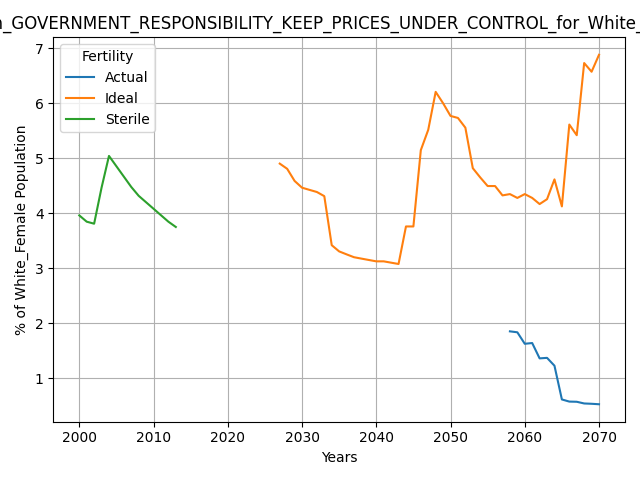 GOVERNMENT_RESPONSIBILITY_KEEP_PRICES_UNDER_CONTROL_for_White_
7
6
5
4
3
2
1
% of White_Female Population
Fertility
Actual
Ideal
Sterile
2000 2010 2020 2030 2040 2050 2060 2070
Years